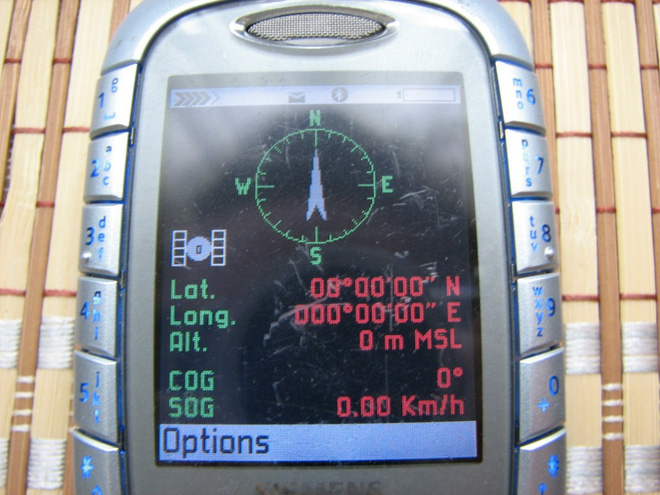 N
W E
S
0
Lat. 00°00'00" N
Long. 000°00'00" E
Alt. 0 m MSL
COG 0°
SOG 0.00 Km/h
Options
SIEMENS
1
2 abc
3 def
4 ghi
5 jkl
*
mno 6
pqrs 7
tuv 8
wxyz 9
0
+